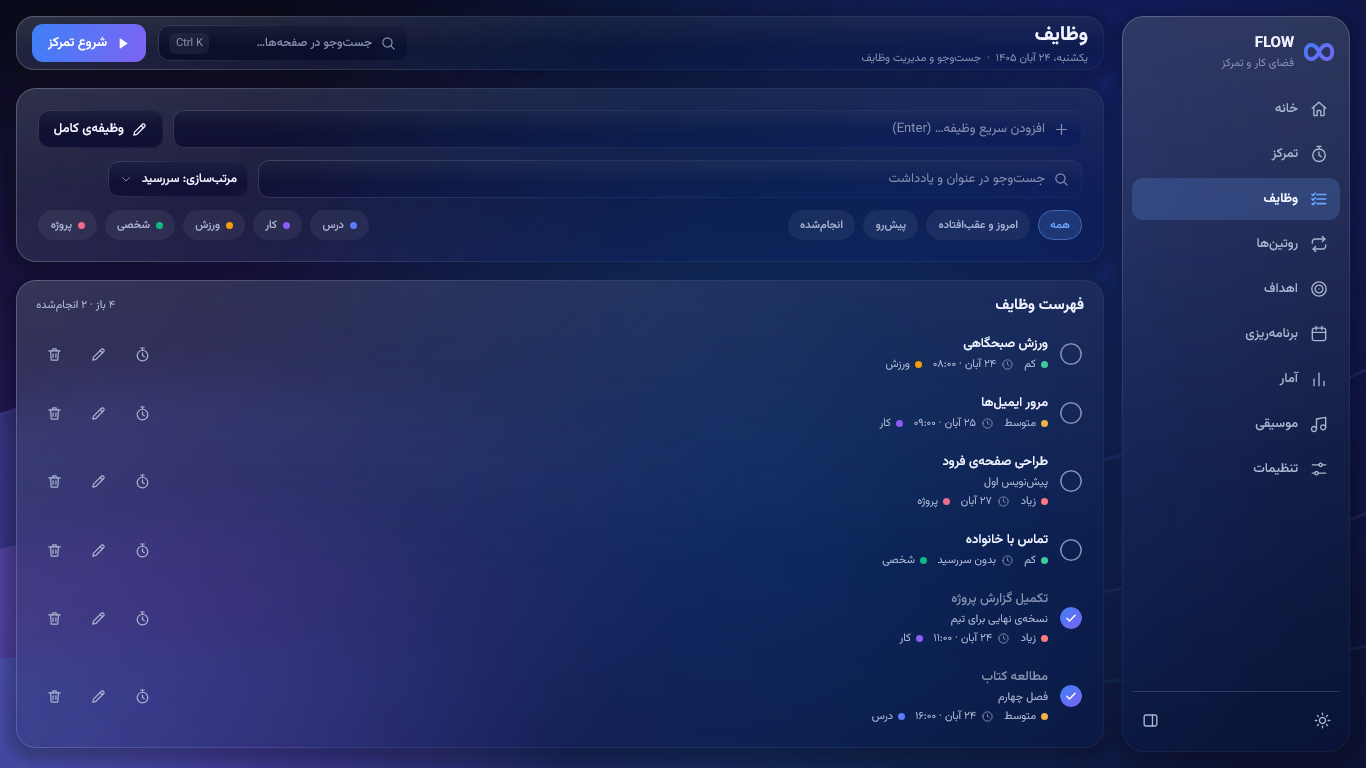 FLOW
فضای کار و تمرکز
خانه
تمرکز
وظایف
روتین‌ها
اهداف
برنامه‌ریزی
آمار
موسیقی
تنظیمات
وظایف
یکشنبه، ۲۴ آبان ۱۴۰۵ · جست‌وجو و مدیریت وظایف
جست‌وجو در صفحه‌ها…
Ctrl K
شروع تمرکز
افزودن سریع وظیفه… (Enter)
وظیفه‌ی کامل
جست‌وجو در عنوان و یادداشت
مرتب‌سازی: سررسید
همه
امروز و عقب‌افتاده
پیش‌رو
انجام‌شده
درس
کار
ورزش
شخصی
پروژه
فهرست وظایف
۴ باز · ۲ انجام‌شده
ورزش صبحگاهی
کم ۲۴ آبان · ۰۸:۰۰ ورزش
مرور ایمیل‌ها
متوسط ۲۵ آبان · ۰۹:۰۰ کار
طراحی صفحه‌ی فرود
پیش‌نویس اول
زیاد ۲۷ آبان پروژه
تماس با خانواده
کم بدون سررسید شخصی
تکمیل گزارش پروژه
نسخه‌ی نهایی برای تیم
زیاد ۲۴ آبان · ۱۱:۰۰ کار
مطالعه کتاب
فصل چهارم
متوسط ۲۴ آبان · ۱۶:۰۰ درس